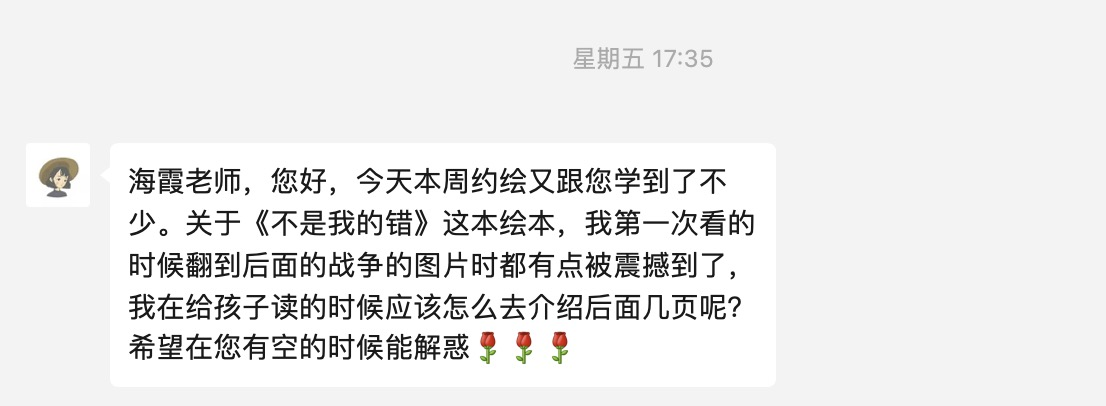 星期五 17:35
海霞老师，您好，今天本周约绘又跟您学到了不
少。关于《不是我的错》这本绘本，我第一次看的
时候翻到后面的战争的图片时都有点被震撼到了，
我在给孩子读的时候应该怎么去介绍后面几页呢？
希望在您有空的时候能解惑🌹🌹🌹